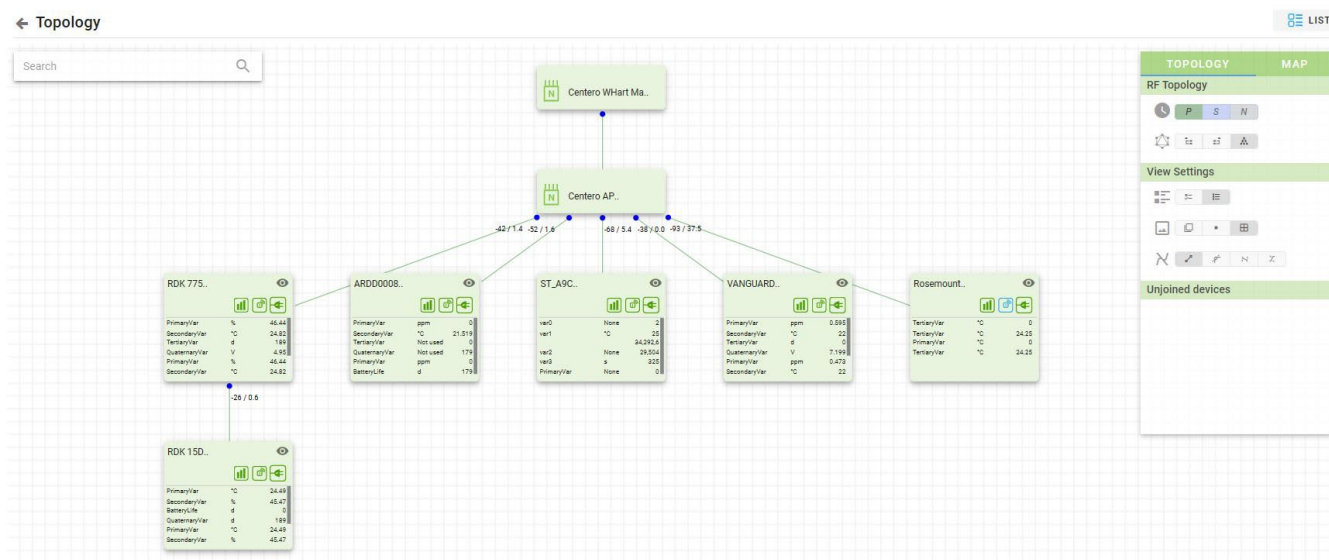 Topology
LIST
Search
TOPOLOGY MAP
RF Topology
P S N
View Settings
Unjoined devices
N Centero WHart Ma..
N Centero AP..
-42 / 1.4 -52 / 1.6 -68 / 5.4 -38 / 0.0 -93 / 37.5
RDK 775..
PrimaryVar % 46.44
SecondaryVar °C 24.82
TertiaryVar d 189
QuaternaryVar V 4.95
PrimaryVar % 46.44
SecondaryVar °C 24.82
ARDD0008..
PrimaryVar ppm 0
SecondaryVar °C 21.519
TertiaryVar Not used 0
QuaternaryVar Not used 179
PrimaryVar ppm 0
BatteryLife d 179
ST_A9C..
var0 None 2
var1 °C 25
34,292,6
var2 None 29,504
var3 s 325
PrimaryVar None 0
VANGUARD..
PrimaryVar ppm 0.595
SecondaryVar °C 22
TertiaryVar d 0
QuaternaryVar V 7.199
PrimaryVar ppm 0.473
SecondaryVar °C 22
Rosemount..
TertiaryVar °C 0
TertiaryVar °C 24.25
PrimaryVar °C 0
TertiaryVar °C 24.25
-26 / 0.6
RDK 15D..
PrimaryVar °C 24.49
SecondaryVar % 45.47
BatteryLife d 0
QuaternaryVar d 189
PrimaryVar °C 24.49
SecondaryVar % 45.47